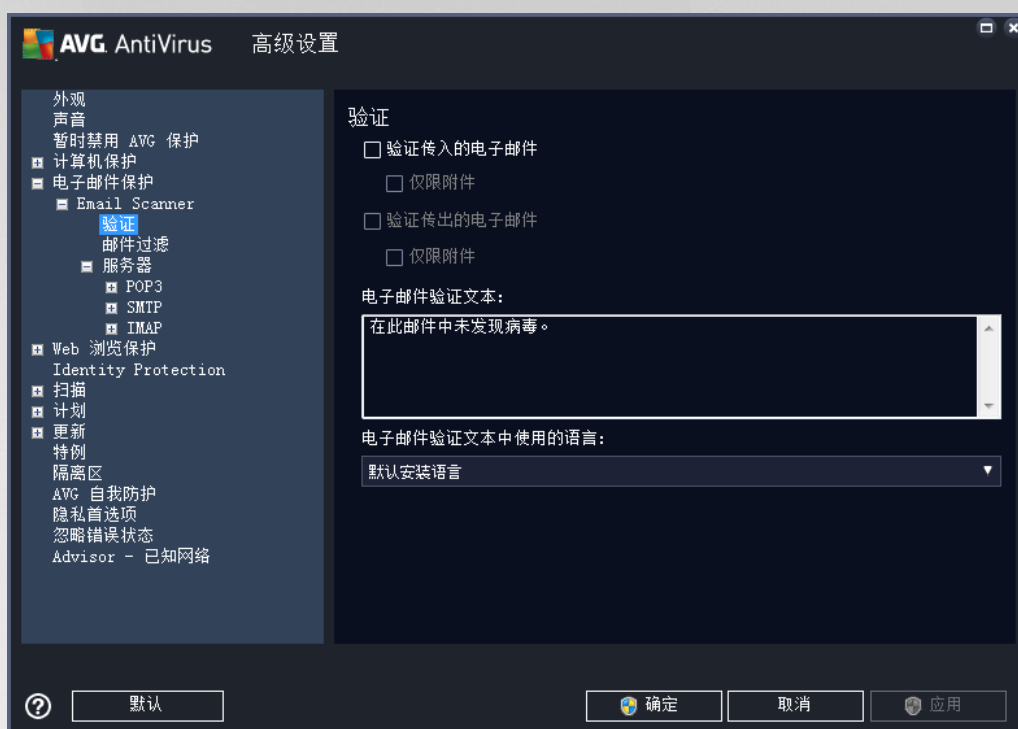 AVG. AntiVirus 高级设置
外观
声音
暂时禁用 AVG 保护
计算机保护
电子邮件保护
Email Scanner
验证
邮件过滤
服务器
POP3
SMTP
IMAP
Web 浏览保护
Identity Protection
扫描
计划
更新
特例
隔离区
AVG 自我防护
隐私首选项
忽略错误状态
Advisor - 已知网络
验证
验证传入的电子邮件
仅限附件
验证传出的电子邮件
仅限附件
电子邮件验证文本:
在此邮件中未发现病毒。
电子邮件验证文本中使用的语言:
默认安装语言
默认
确定
取消
应用